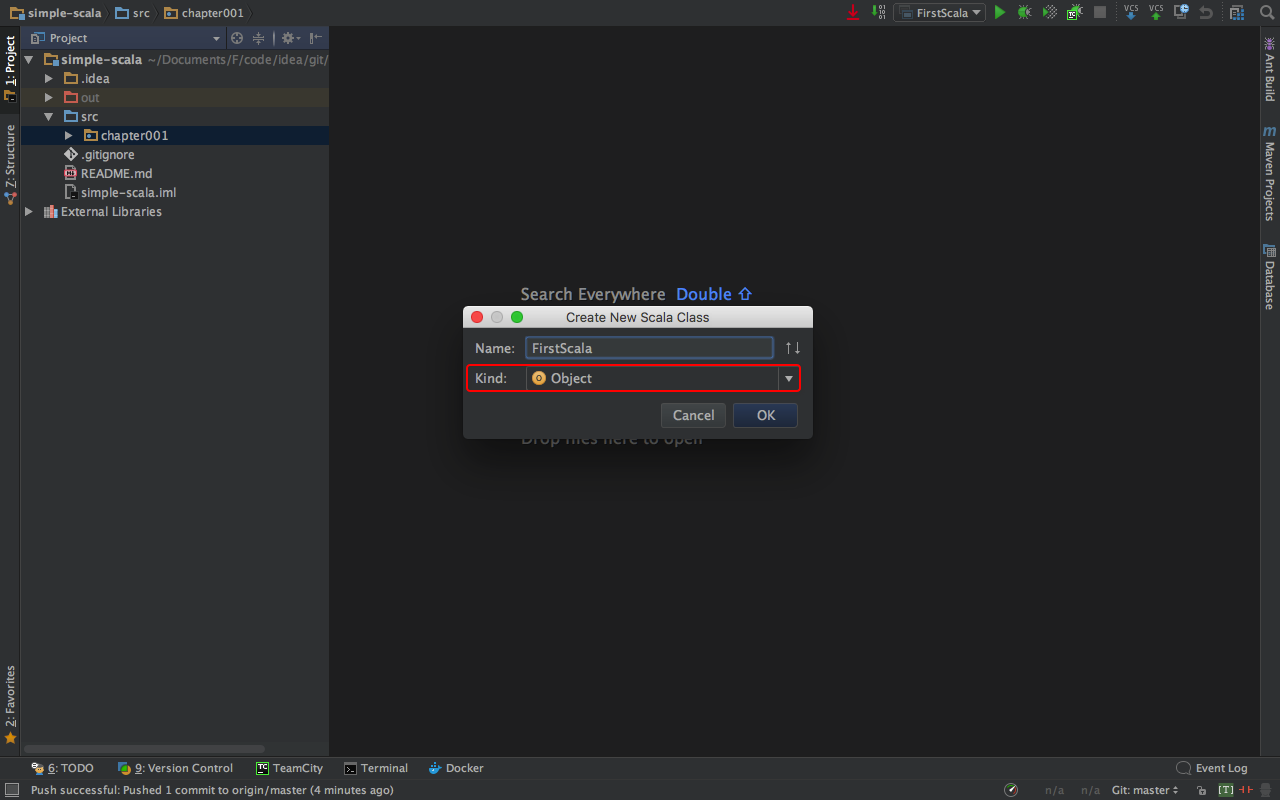 simple-scala src chapter001 FirstScala VCS VCS
1: Project
Project
simple-scala ~/Documents/F/code/idea/git/
.idea
out
src
chapter001
.gitignore
README.md
simple-scala.iml
External Libraries
Z: Structure
2: Favorites
Ant Build
m Maven Projects
Database
Search Everywhere Double ⇧
Create New Scala Class
Name: FirstScala
Kind: O Object
Cancel OK
Drop files here to open
6: TODO 9: Version Control TC TeamCity Terminal Docker Event Log
Push successful: Pushed 1 commit to origin/master (4 minutes ago) n/a n/a Git: master [T]